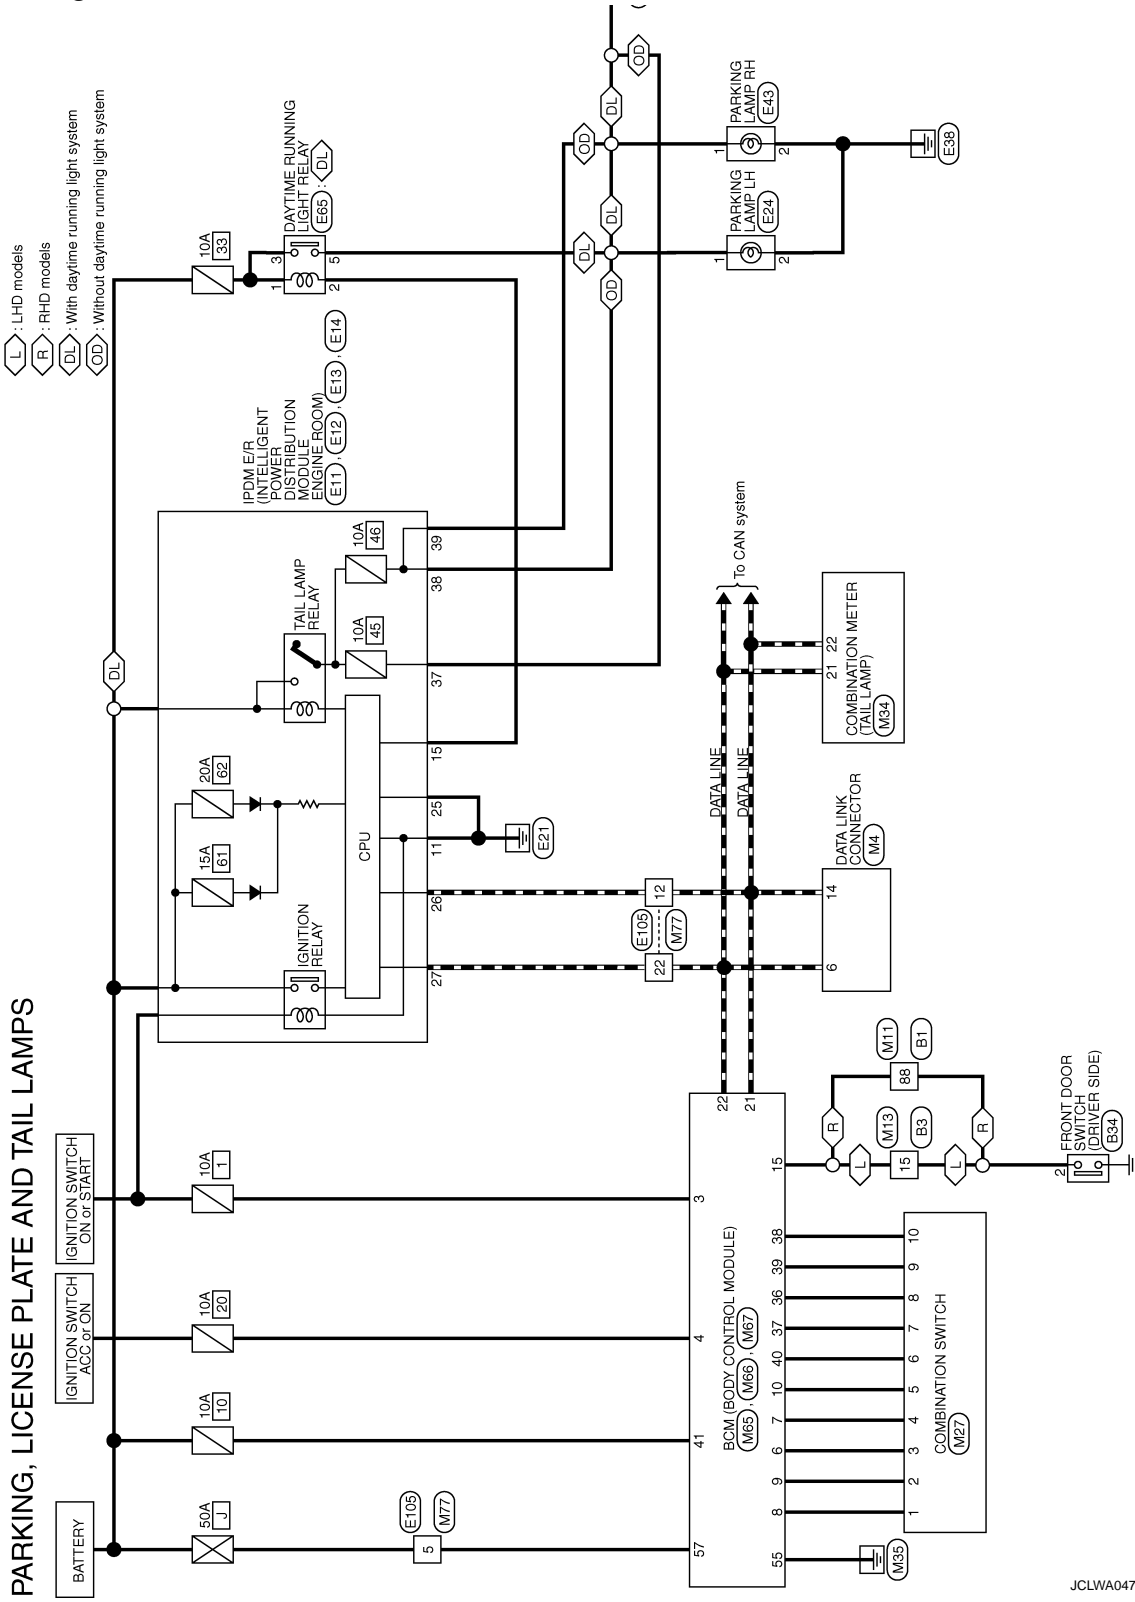 PARKING, LICENSE PLATE AND TAIL LAMPS
L : LHD models
R : RHD models
DL : With daytime running light system
OD : Without daytime running light system
BATTERY
IGNITION SWITCH
ACC or ON
IGNITION SWITCH
ON or START
50A
J
10A
10
10A
20
10A
1
15A
61
20A
62
DL
10A
33
IGNITION
RELAY
CPU
TAIL LAMP
RELAY
10A
45
10A
46
IPDM E/R
(INTELLIGENT
POWER
DISTRIBUTION
MODULE
ENGINE ROOM)
E11 , E12 , E13 , E14
1
3
2
5
DAYTIME RUNNING
LIGHT RELAY
E65 : DL
27
26
11
25
15
37
38
39
E21
5
E105
M77
22
12
E105
M77
OD
DL
OD
DL
DL
OD
1
2
PARKING
LAMP LH
E24
1
2
PARKING
LAMP RH
E43
E38
57
41
4
3
22
21
BCM (BODY CONTROL MODULE)
M65 , M66 , M67
55
8
9
6
7
10
40
37
36
39
38
15
DATA LINE
DATA LINE
To CAN system
6
14
DATA LINK
CONNECTOR
M4
21
22
COMBINATION METER
(TAIL LAMP)
M34
M35
1
2
3
4
5
6
7
8
9
10
COMBINATION SWITCH
M27
R
L
15
M13
B3
88
M11
B1
L
R
2
FRONT DOOR
SWITCH
(DRIVER SIDE)
B34
JCLWA047